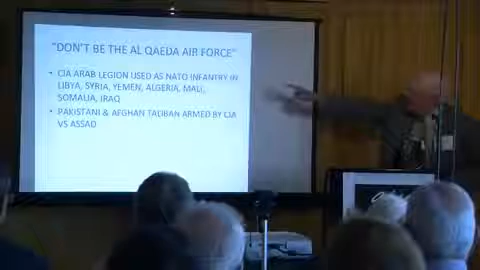 "DON'T BE THE AL QAEDA AIR FORCE"
• CIA ARAB LEGION USED AS NATO INFANTRY IN
LIBYA, SYRIA, YEMEN, ALGERIA, MALI,
SOMALIA, IRAQ
• PAKISTANI & AFGHAN TALIBAN ARMED BY CIA
VS ASSAD